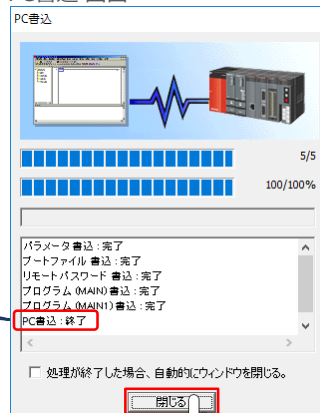 PC書込
5/5
100/100%
パラメータ 書込 : 完了
ブートファイル 書込 : 完了
リモートパスワード 書込 : 完了
プログラム (MAIN) 書込 : 完了
プログラム (MAIN1) 書込 : 完了
PC書込 : 終了
処理が終了した場合、自動的にウィンドウを閉じる。
閉じる